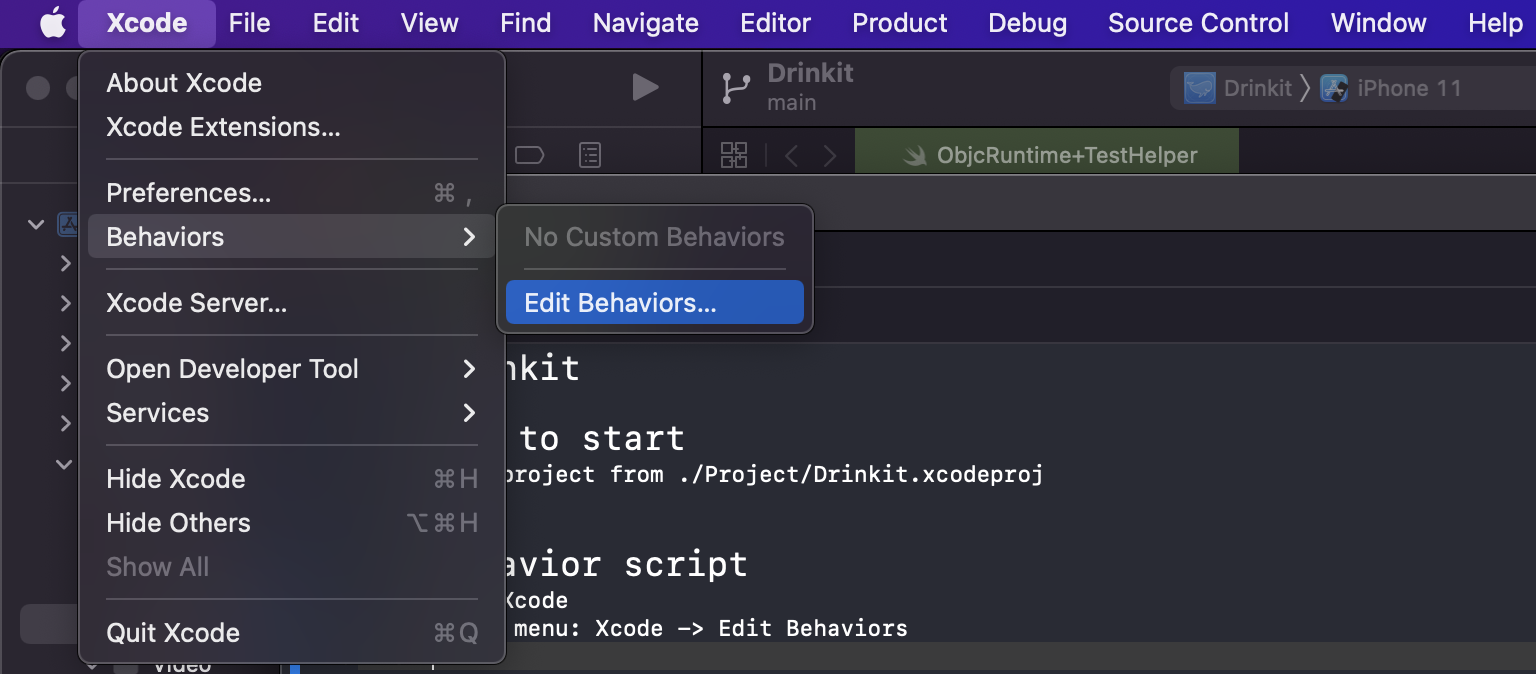 Xcode File Edit View Find Navigate Editor Product Debug Source Control Window Help
About Xcode
Xcode Extensions...
Preferences... ⌘ ,
Behaviors
No Custom Behaviors
Edit Behaviors...
Xcode Server...
Open Developer Tool
Services
Hide Xcode ⌘H
Hide Others ⌥⌘H
Show All
Quit Xcode ⌘Q
Drinkit
main
Drinkit iPhone 11
ObjcRuntime+TestHelper
nkit
to start
project from ./Project/Drinkit.xcodeproj
avior script
Xcode
menu: Xcode -> Edit Behaviors
Video